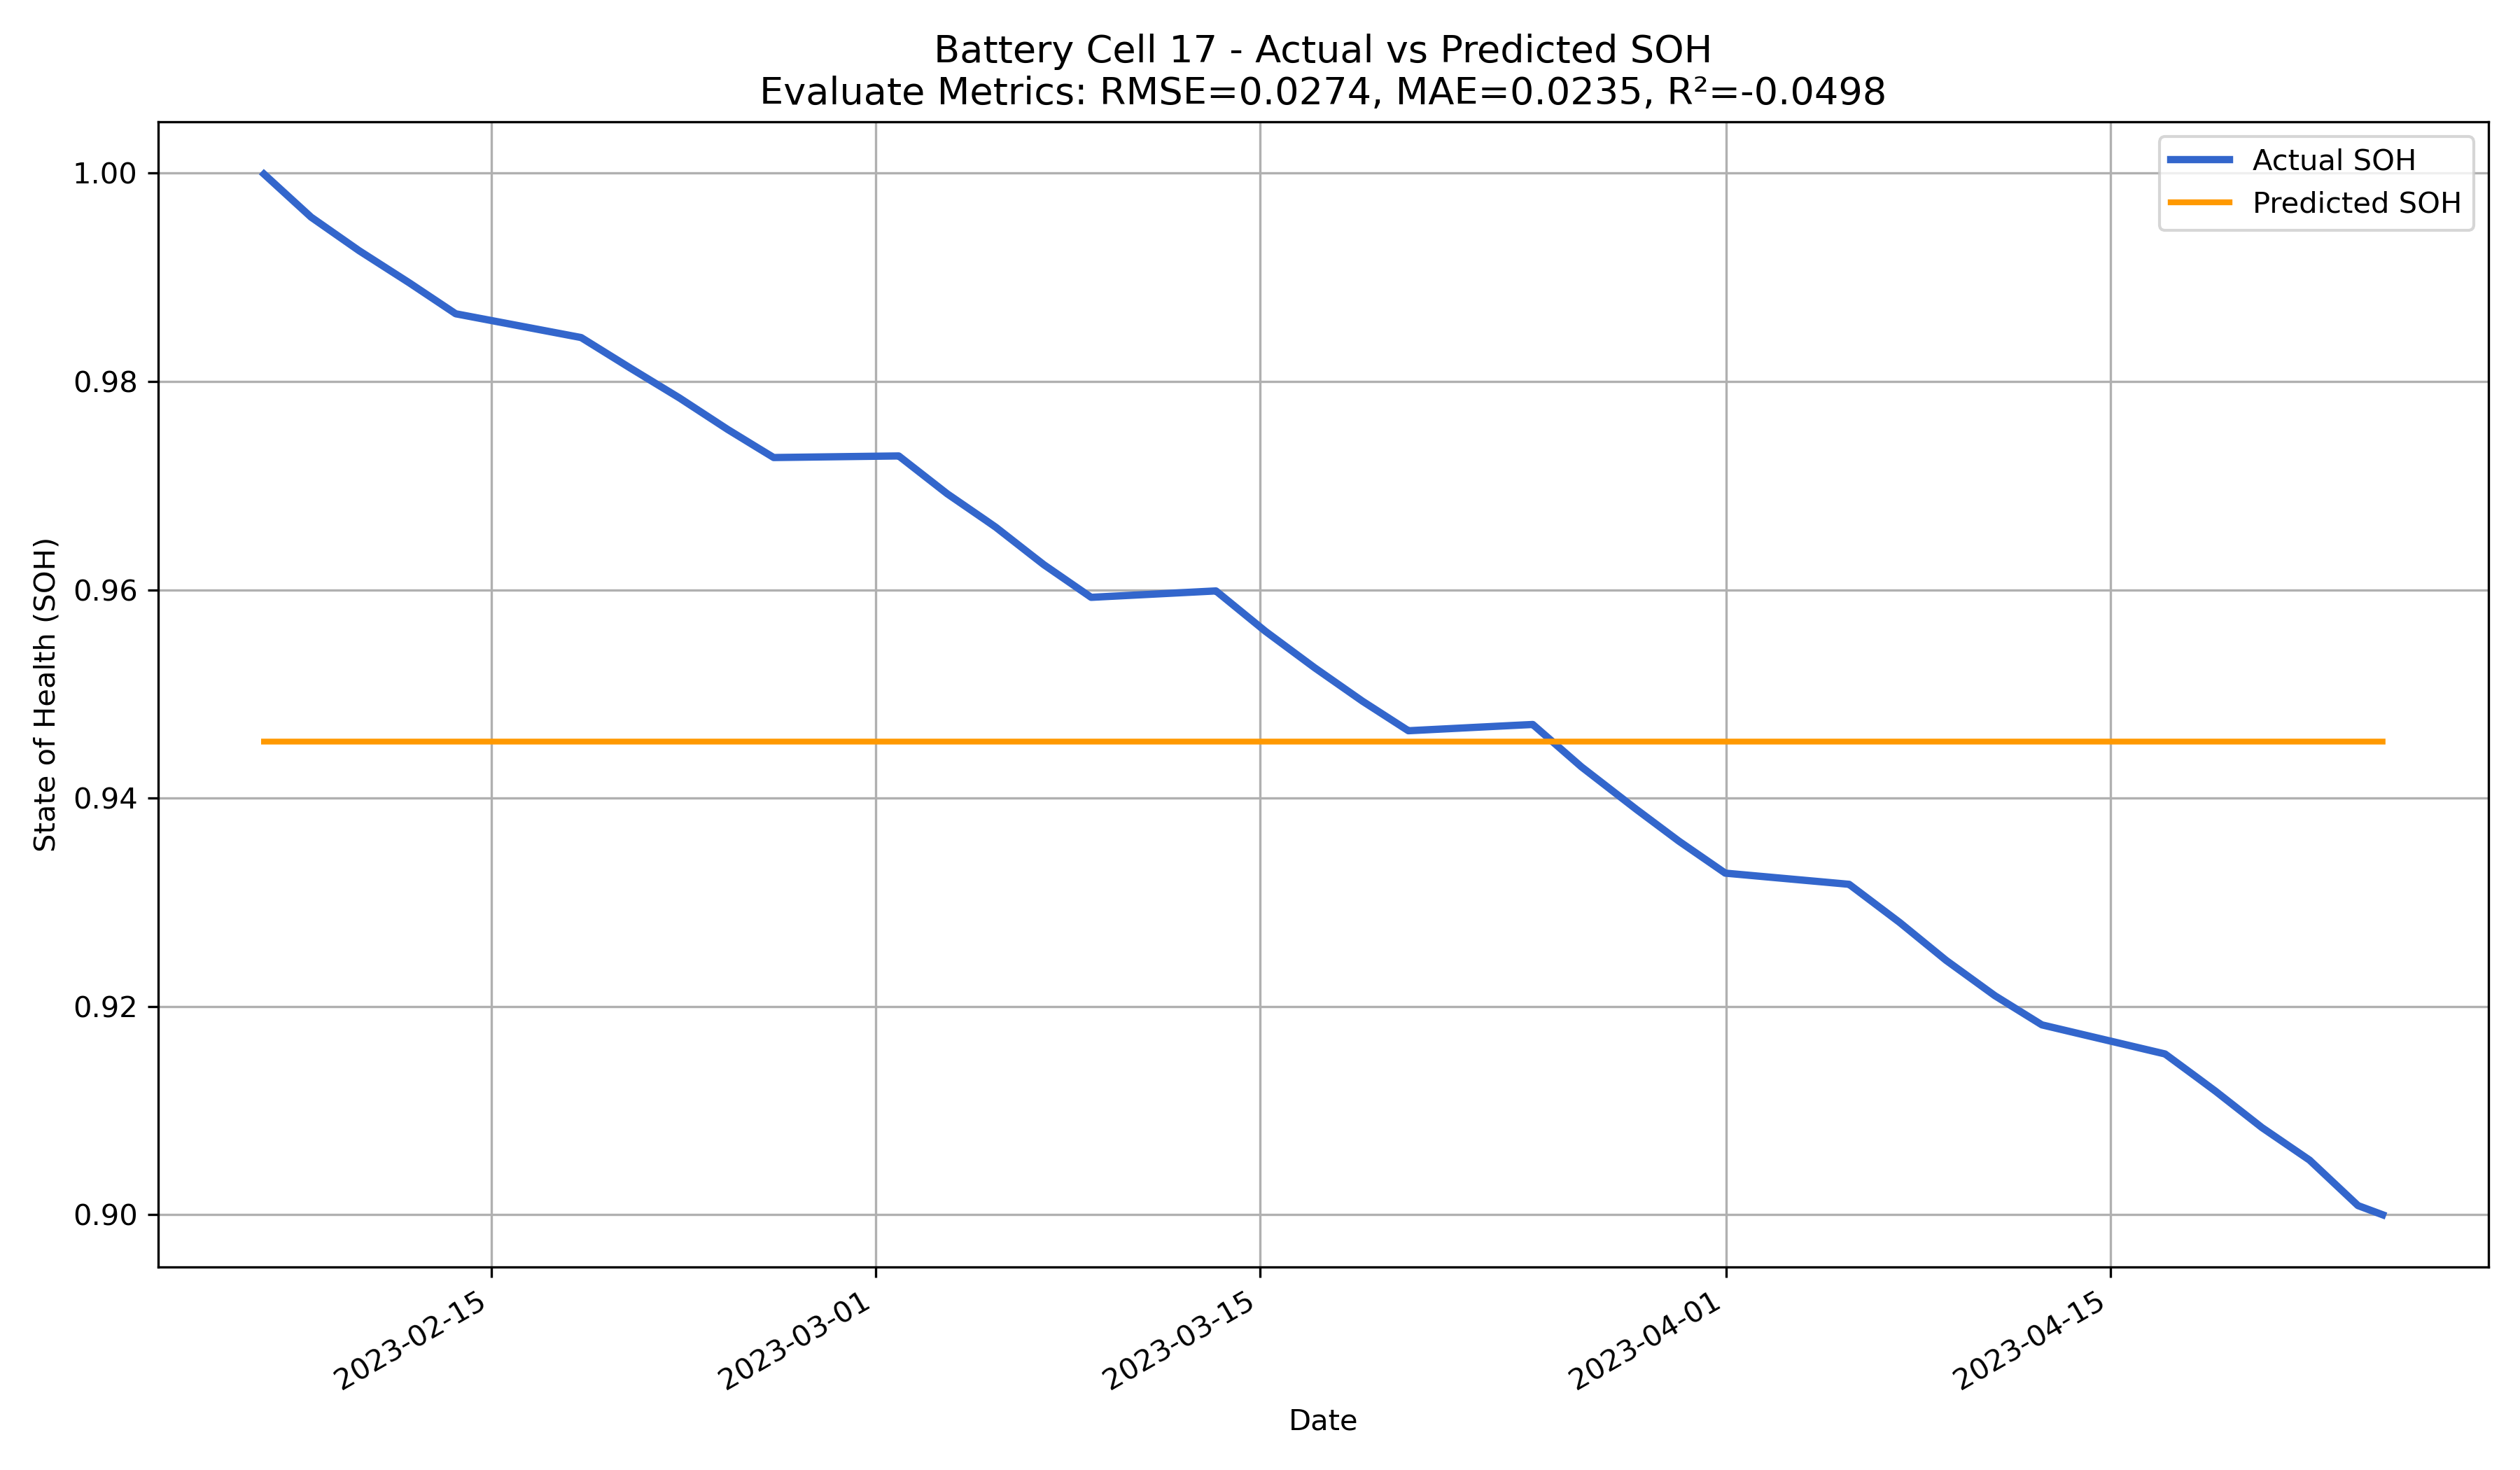 Battery Cell 17 - Actual vs Predicted SOH
Evaluate Metrics: RMSE=0.0274, MAE=0.0235, R²=-0.0498
Actual SOH
Predicted SOH
State of Health (SOH)
1.00
0.98
0.96
0.94
0.92
0.90
2023-02-15
2023-03-01
2023-03-15
2023-04-01
2023-04-15
Date